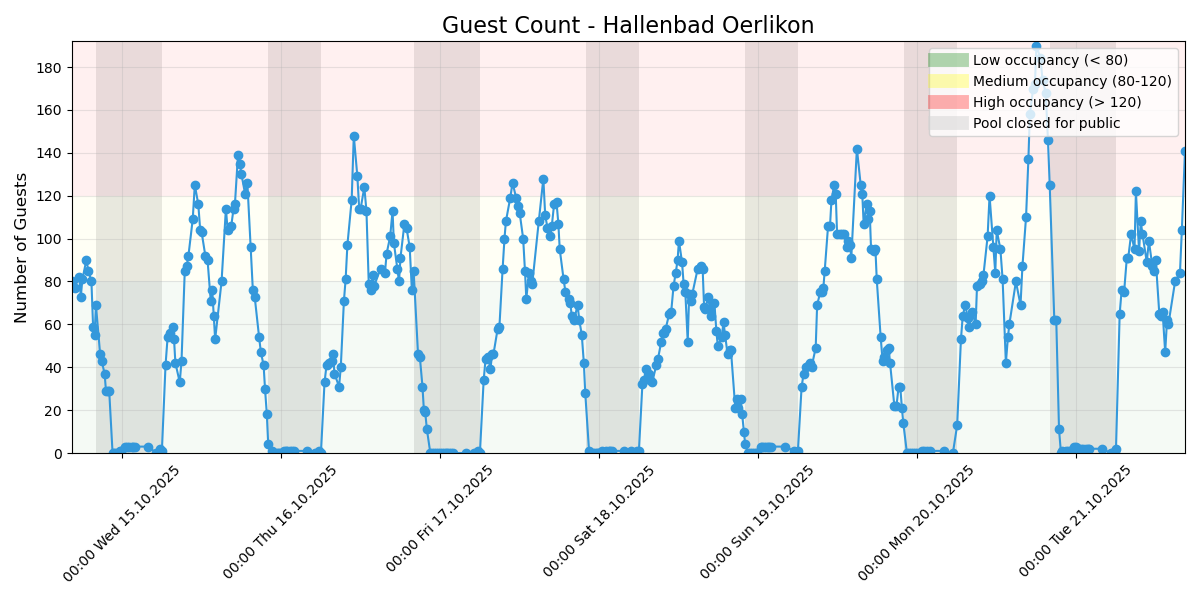 Guest Count - Hallenbad Oerlikon
Number of Guests
180
160
140
120
100
80
60
40
20
0
Low occupancy (< 80)
Medium occupancy (80-120)
High occupancy (> 120)
Pool closed for public
00:00 Wed 15.10.2025
00:00 Thu 16.10.2025
00:00 Fri 17.10.2025
00:00 Sat 18.10.2025
00:00 Sun 19.10.2025
00:00 Mon 20.10.2025
00:00 Tue 21.10.2025